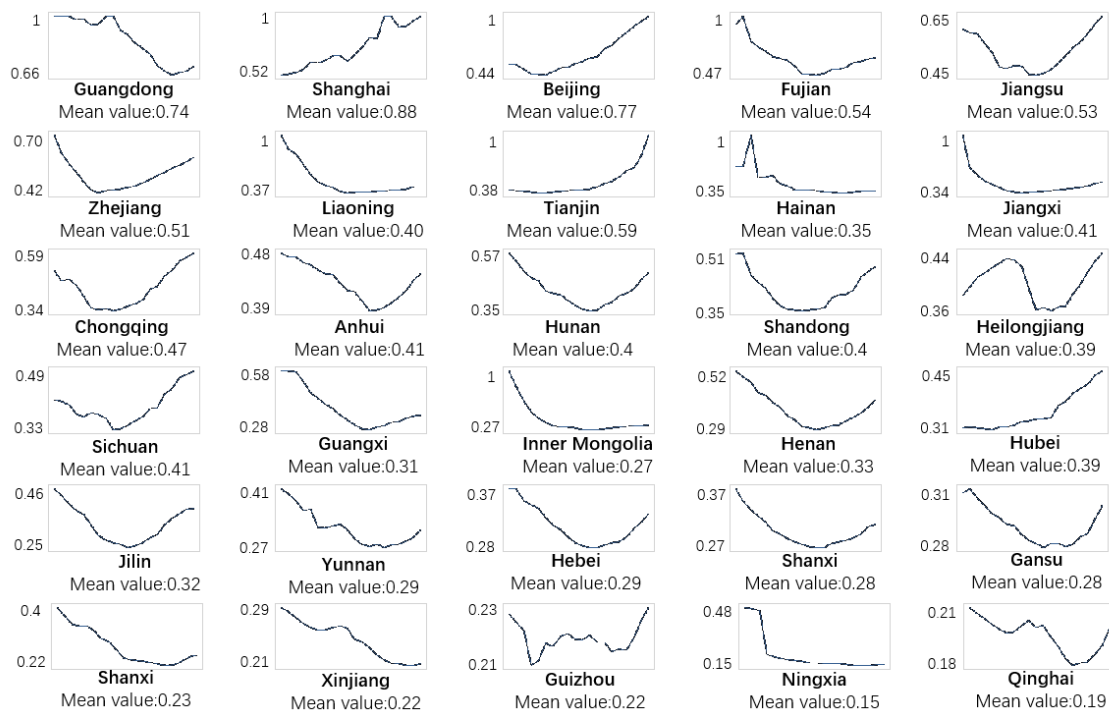 1 1 1 1 0.65
0.66 0.52 0.44 0.47 0.45
Guangdong Shanghai Beijing Fujian Jiangsu
Mean value:0.74 Mean value:0.88 Mean value:0.77 Mean value:0.54 Mean value:0.53
0.70 1 1 1 1
0.42 0.37 0.38 0.35 0.34
Zhejiang Liaoning Tianjin Hainan Jiangxi
Mean value:0.51 Mean value:0.40 Mean value:0.59 Mean value:0.35 Mean value:0.41
0.59 0.48 0.57 0.51 0.44
0.34 0.39 0.35 0.35 0.36
Chongqing Anhui Hunan Shandong Heilongjiang
Mean value:0.47 Mean value:0.41 Mean value:0.4 Mean value:0.4 Mean value:0.39
0.49 0.58 1 0.52 0.45
0.33 0.28 0.27 0.29 0.31
Sichuan Guangxi Inner Mongolia Henan Hubei
Mean value:0.41 Mean value:0.31 Mean value:0.27 Mean value:0.33 Mean value:0.39
0.46 0.41 0.37 0.37 0.31
0.25 0.27 0.28 0.27 0.28
Jilin Yunnan Hebei Shanxi Gansu
Mean value:0.32 Mean value:0.29 Mean value:0.29 Mean value:0.28 Mean value:0.28
0.4 0.29 0.23 0.48 0.21
0.22 0.21 0.21 0.15 0.18
Shanxi Xinjiang Guizhou Ningxia Qinghai
Mean value:0.23 Mean value:0.22 Mean value:0.22 Mean value:0.15 Mean value:0.19